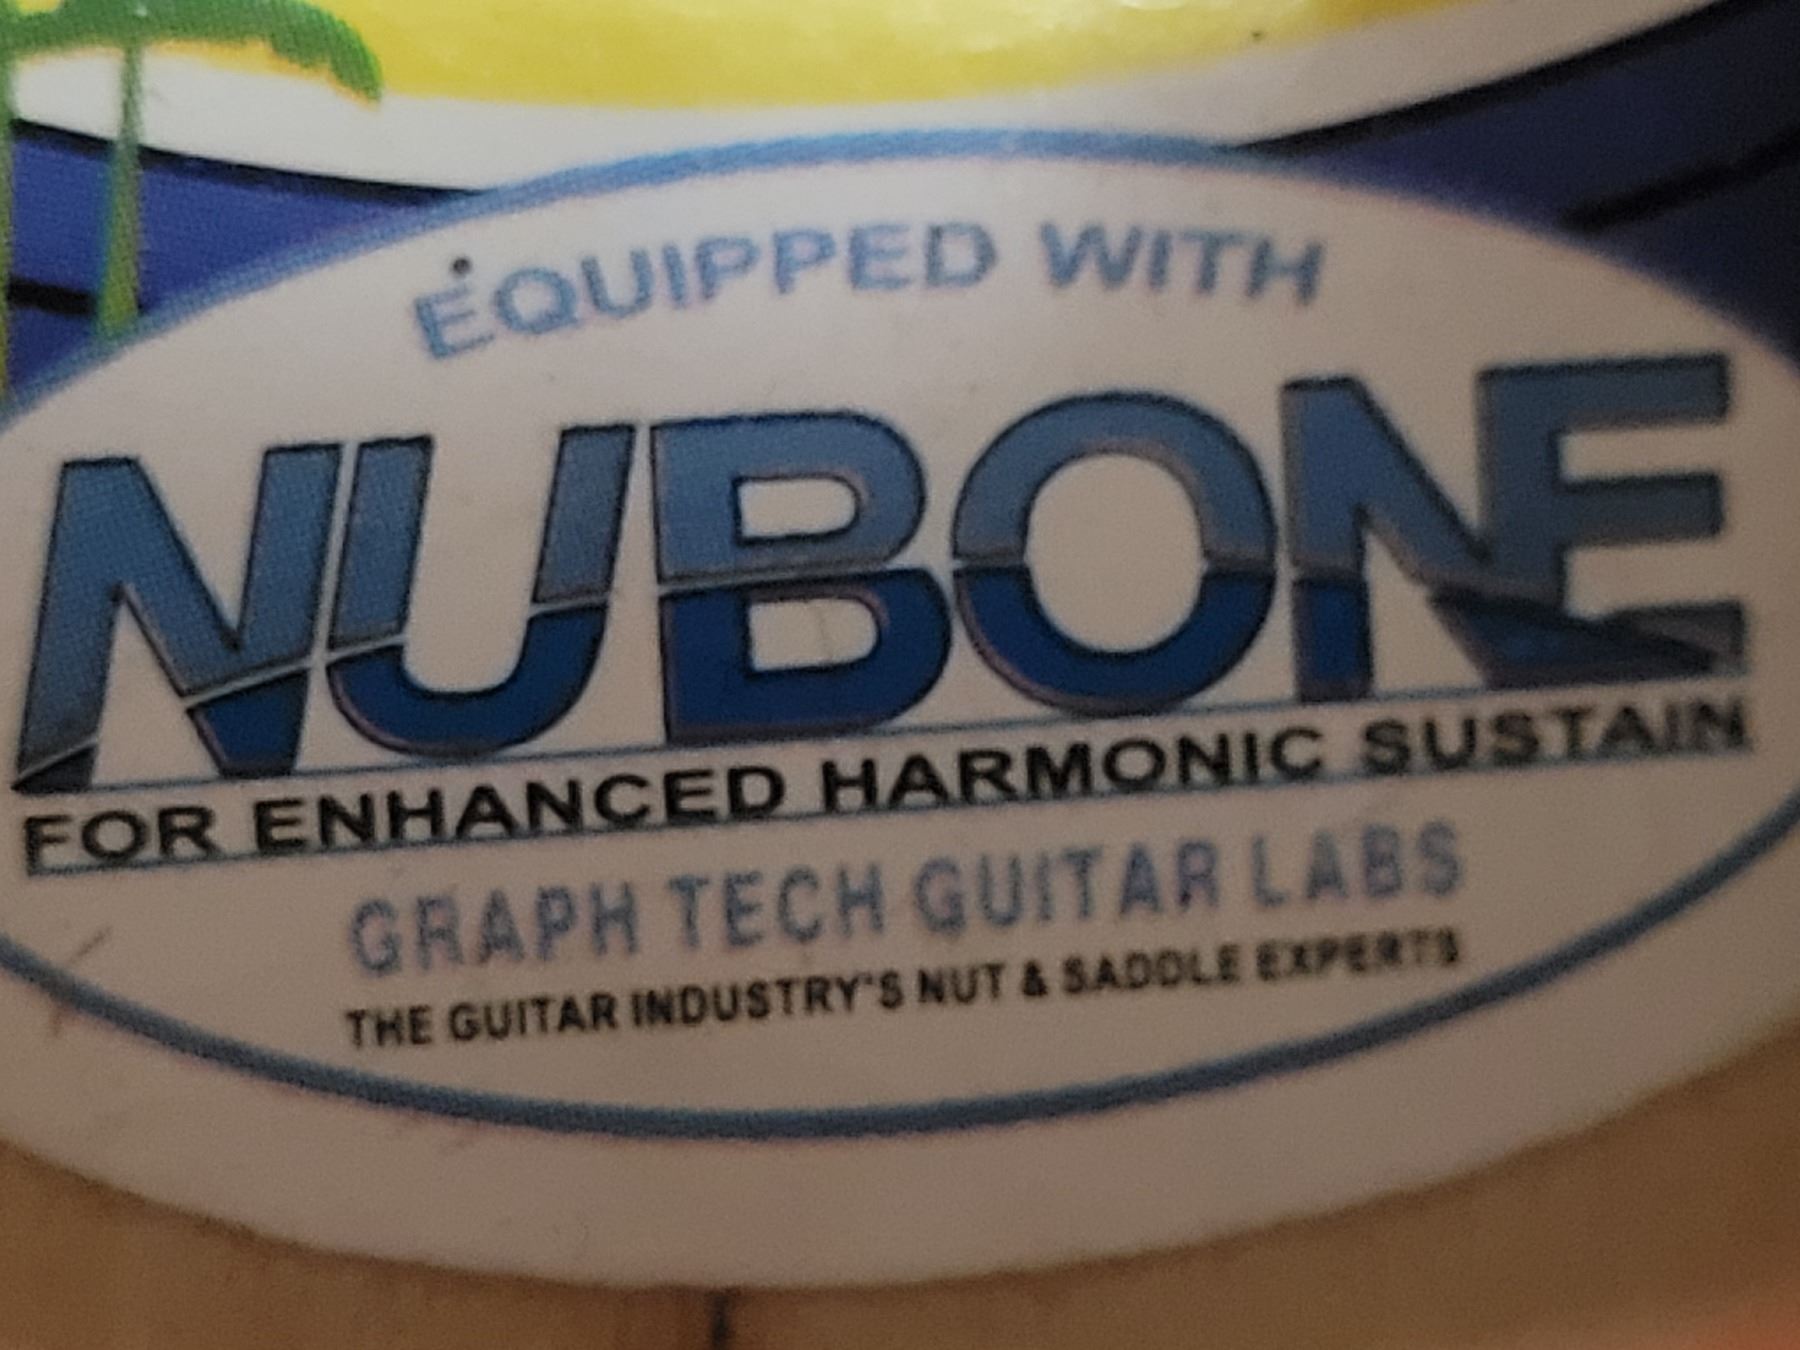 EQUIPPED WITH
NUBONE
FOR ENHANCED HARMONIC SUSTAIN
GRAPH TECH GUITAR LABS
THE GUITAR INDUSTRY'S NUT & SADDLE EXPERTS